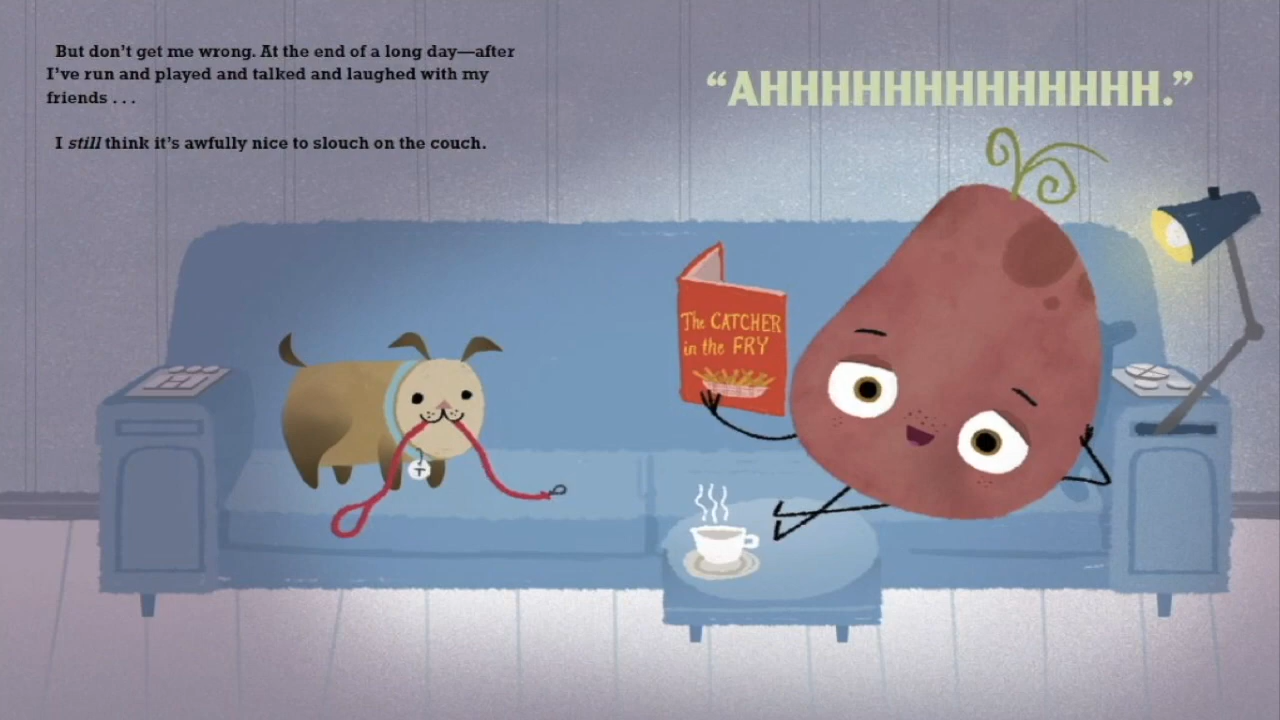 But don't get me wrong. At the end of a long day—after
I've run and played and talked and laughed with my
friends . . .
I still think it's awfully nice to slouch on the couch.
“AHHHHHHHHHHHHHH.”
The CATCHER
in the FRY